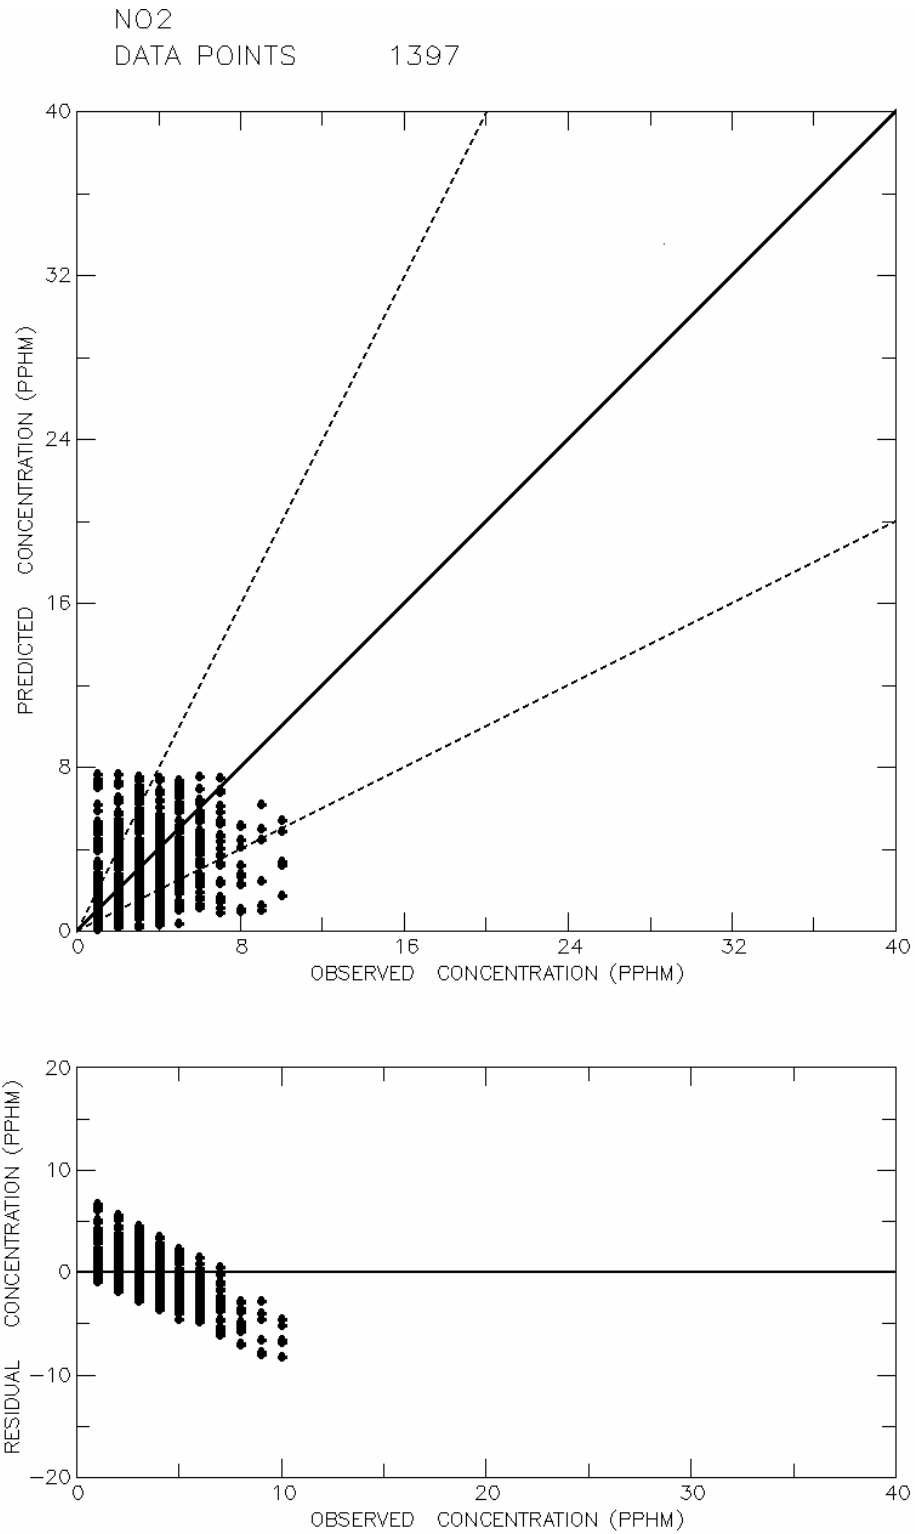 NO2
DATA POINTS 1397
40
32
24
16
8
0
PREDICTED CONCENTRATION (PPHM)
0 8 16 24 32 40
OBSERVED CONCENTRATION (PPHM)
20
10
0
-10
-20
RESIDUAL CONCENTRATION (PPHM)
0 10 20 30 40
OBSERVED CONCENTRATION (PPHM)